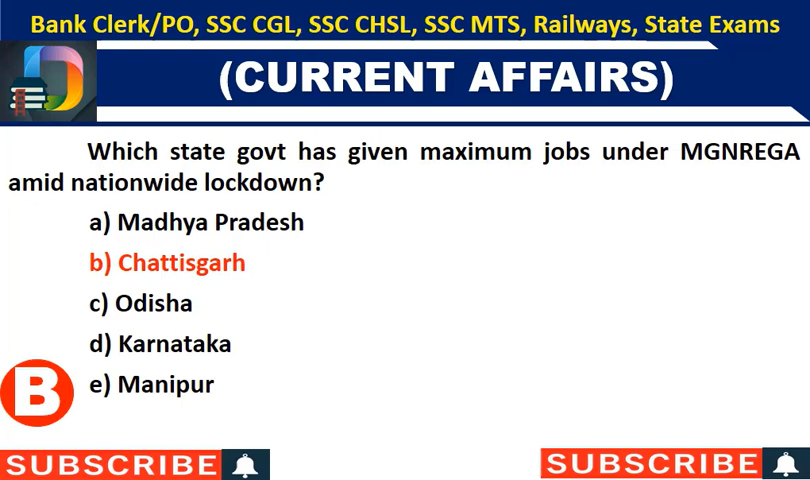 Bank Clerk/PO, SSC CGL, SSC CHSL, SSC MTS, Railways, State Exams
(CURRENT AFFAIRS)
Which state govt has given maximum jobs under MGNREGA
amid nationwide lockdown?
a) Madhya Pradesh
b) Chattisgarh
c) Odisha
d) Karnataka
e) Manipur
B
SUBSCRIBE
SUBSCRIBE